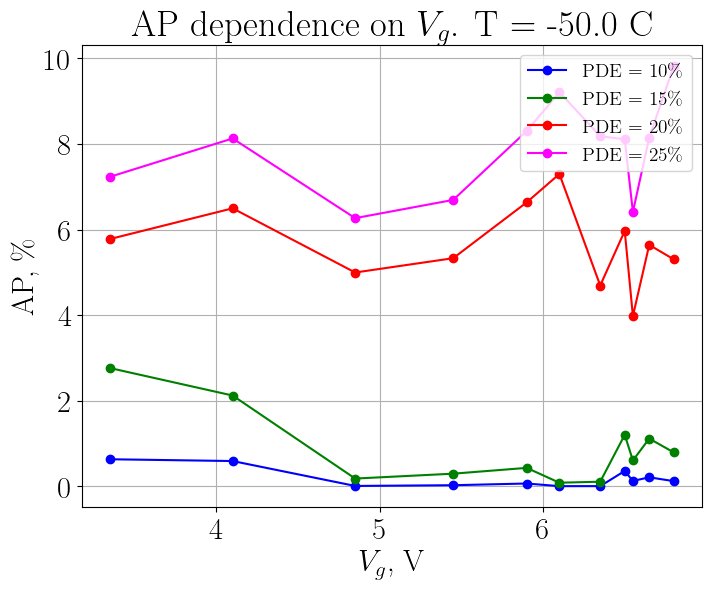 AP dependence on V_g. T = -50.0 C
10
8
6
4
2
0
AP, %
PDE = 10%
PDE = 15%
PDE = 20%
PDE = 25%
4 5 6
V_g, V